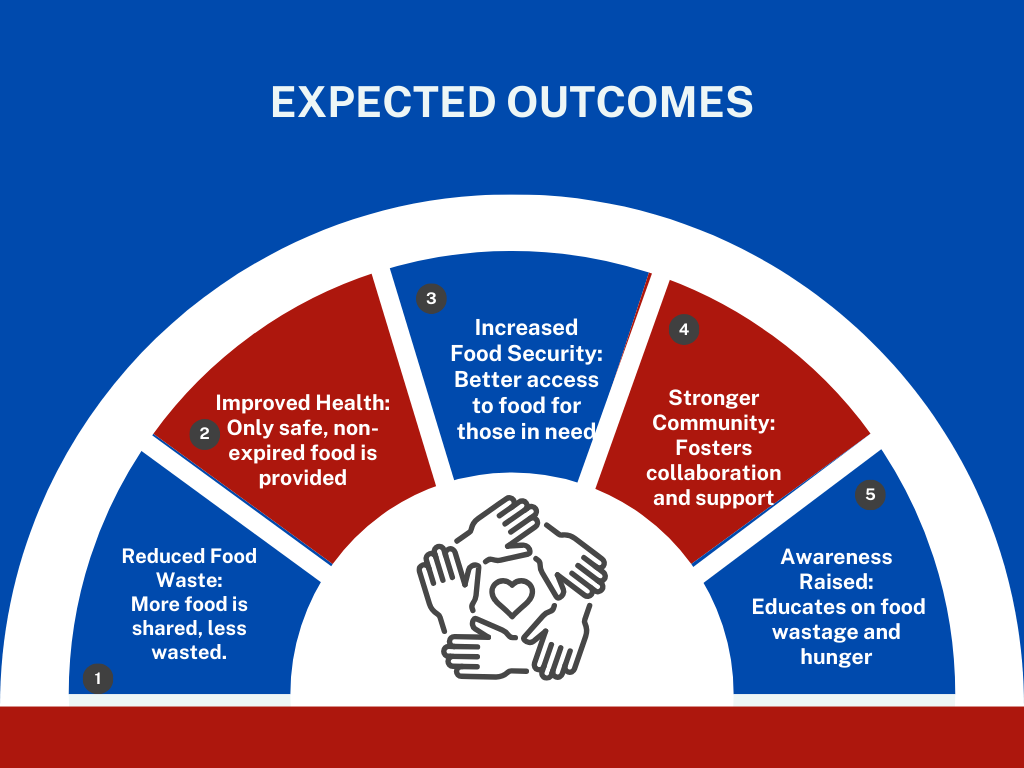 EXPECTED OUTCOMES
1
Reduced Food
Waste:
More food is
shared, less
wasted.
2
Improved Health:
Only safe, non-
expired food is
provided
3
Increased
Food Security:
Better access
to food for
those in need
4
Stronger
Community:
Fosters
collaboration
and support
5
Awareness
Raised:
Educates on food
wastage and
hunger